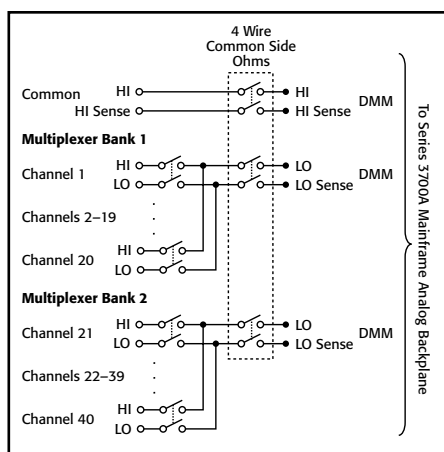 4 Wire
Common Side
Ohms
Common HI HI DMM
HI Sense HI Sense
Multiplexer Bank 1
Channel 1 HI LO DMM
LO LO Sense
Channels 2–19
Channel 20 HI
LO
Multiplexer Bank 2
Channel 21 HI LO DMM
LO LO Sense
Channels 22–39
Channel 40 HI
LO
To Series 3700A Mainframe Analog Backplane